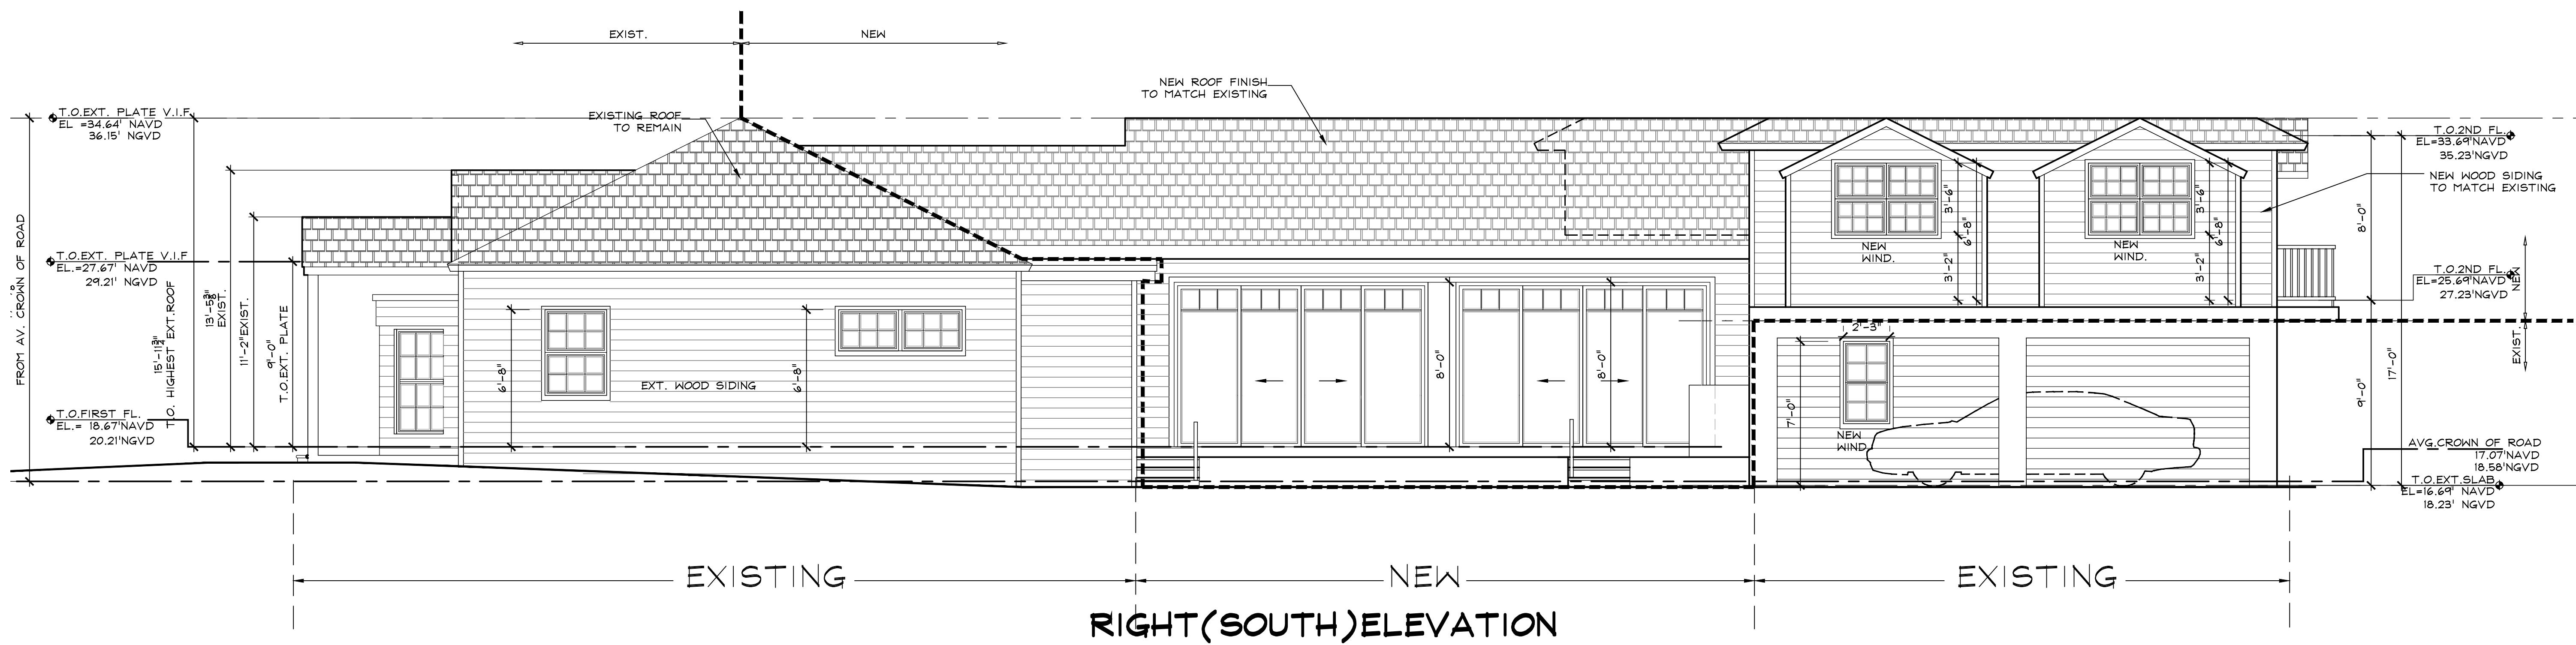 EXIST.
NEW
NEW ROOF FINISH
TO MATCH EXISTING
EXISTING ROOF
TO REMAIN
T.O.EXT. PLATE V.I.F
EL =34.64' NAVD
36.15' NGVD
T.O.EXT. PLATE V.I.F
EL.=27.67' NAVD
29.21' NGVD
T.O.FIRST FL.
EL.= 18.67'NAVD
20.21'NGVD
FROM AV. CROWN OF ROAD
15'-11¾"
T.O. HIGHEST EXT.ROOF
13'-5⅝"
EXIST.
11'-2"EXIST.
9'-0"
T.O.EXT. PLATE
6'-8"
EXT. WOOD SIDING
6'-8"
8'-0"
8'-0"
NEW
WIND.
3'-6"
6'-8"
3'-2"
NEW
WIND.
3'-6"
6'-8"
3'-2"
2'-3"
7'-0"
NEW
WIND.
T.O.2ND FL.
EL=33.69'NAVD
35.23'NGVD
NEW WOOD SIDING
TO MATCH EXISTING
8'-0"
T.O.2ND FL.
EL=25.69'NAVD
27.23'NGVD
NEW
EXIST.
17'-0"
9'-0"
AVG.CROWN OF ROAD
17.07'NAVD
18.58'NGVD
T.O.EXT.SLAB
EL=16.69' NAVD
18.23' NGVD
EXISTING
NEW
EXISTING
RIGHT(SOUTH)ELEVATION